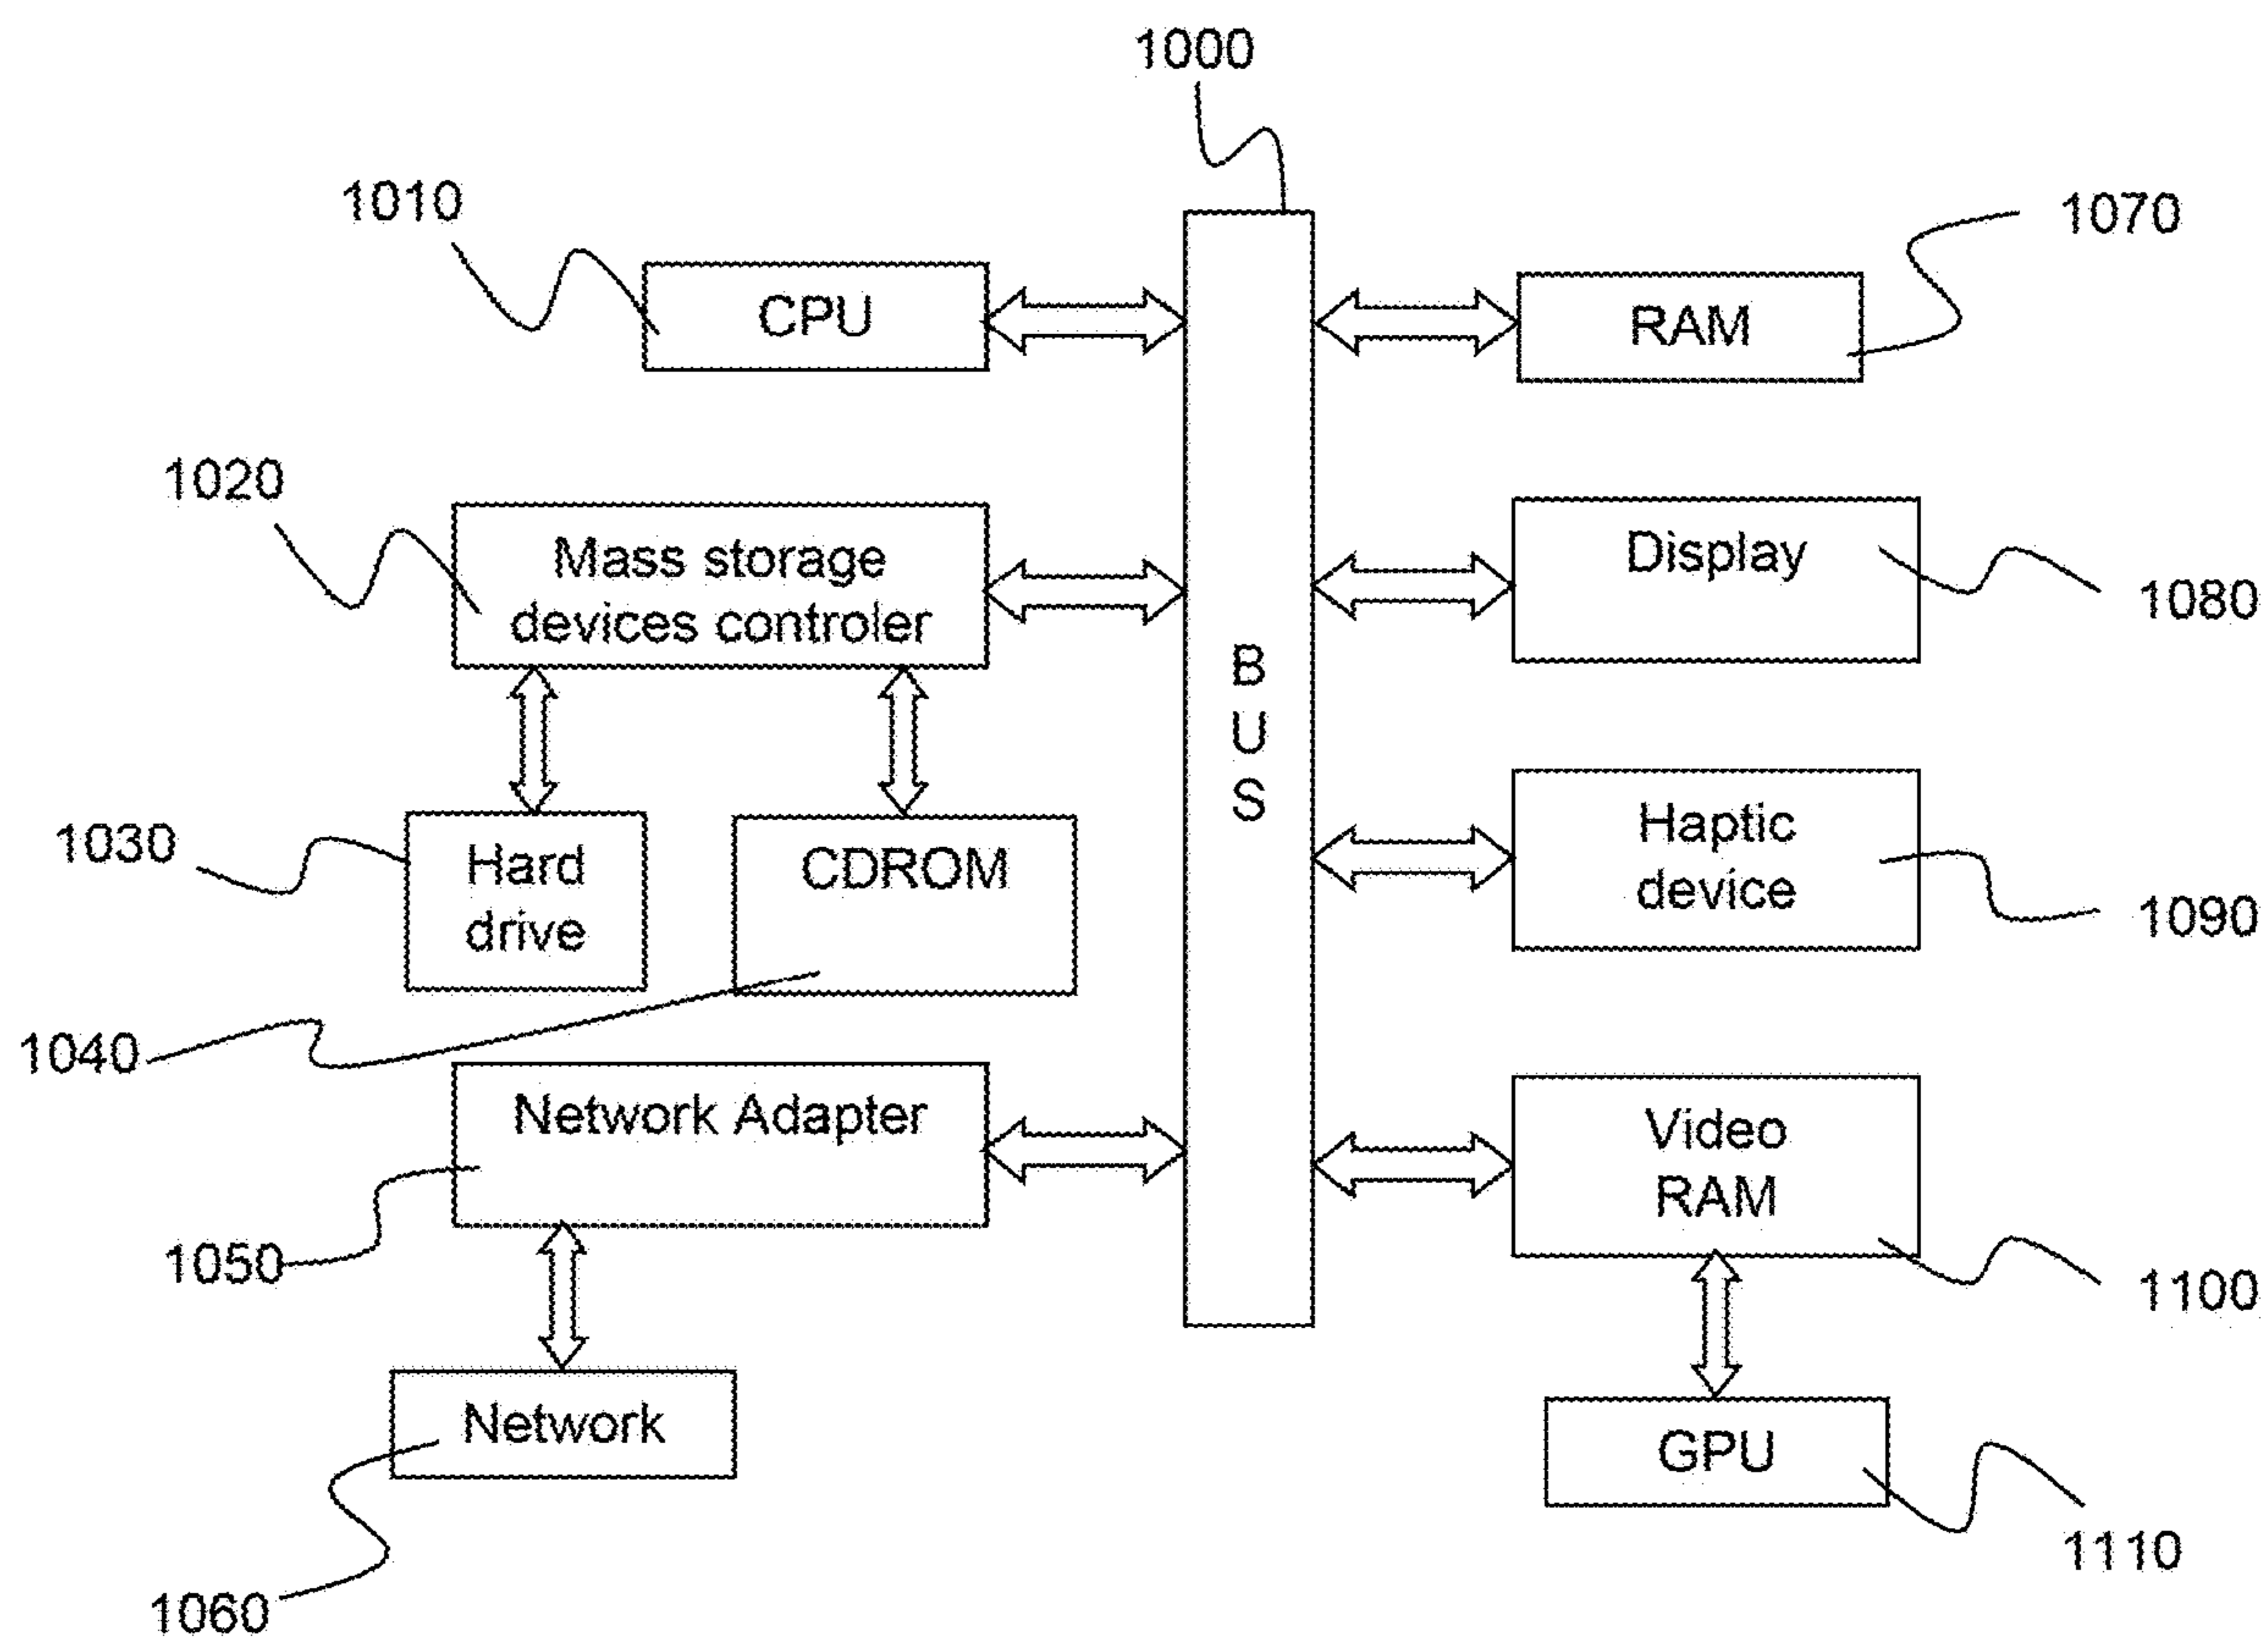 1000
1010
CPU
RAM
1070
1020
Mass storage
devices controler
Display
1080
B
U
S
1030
Hard
drive
CDROM
Haptic
device
1090
1040
Network Adapter
Video
RAM
1050
1100
Network
GPU
1060
1110